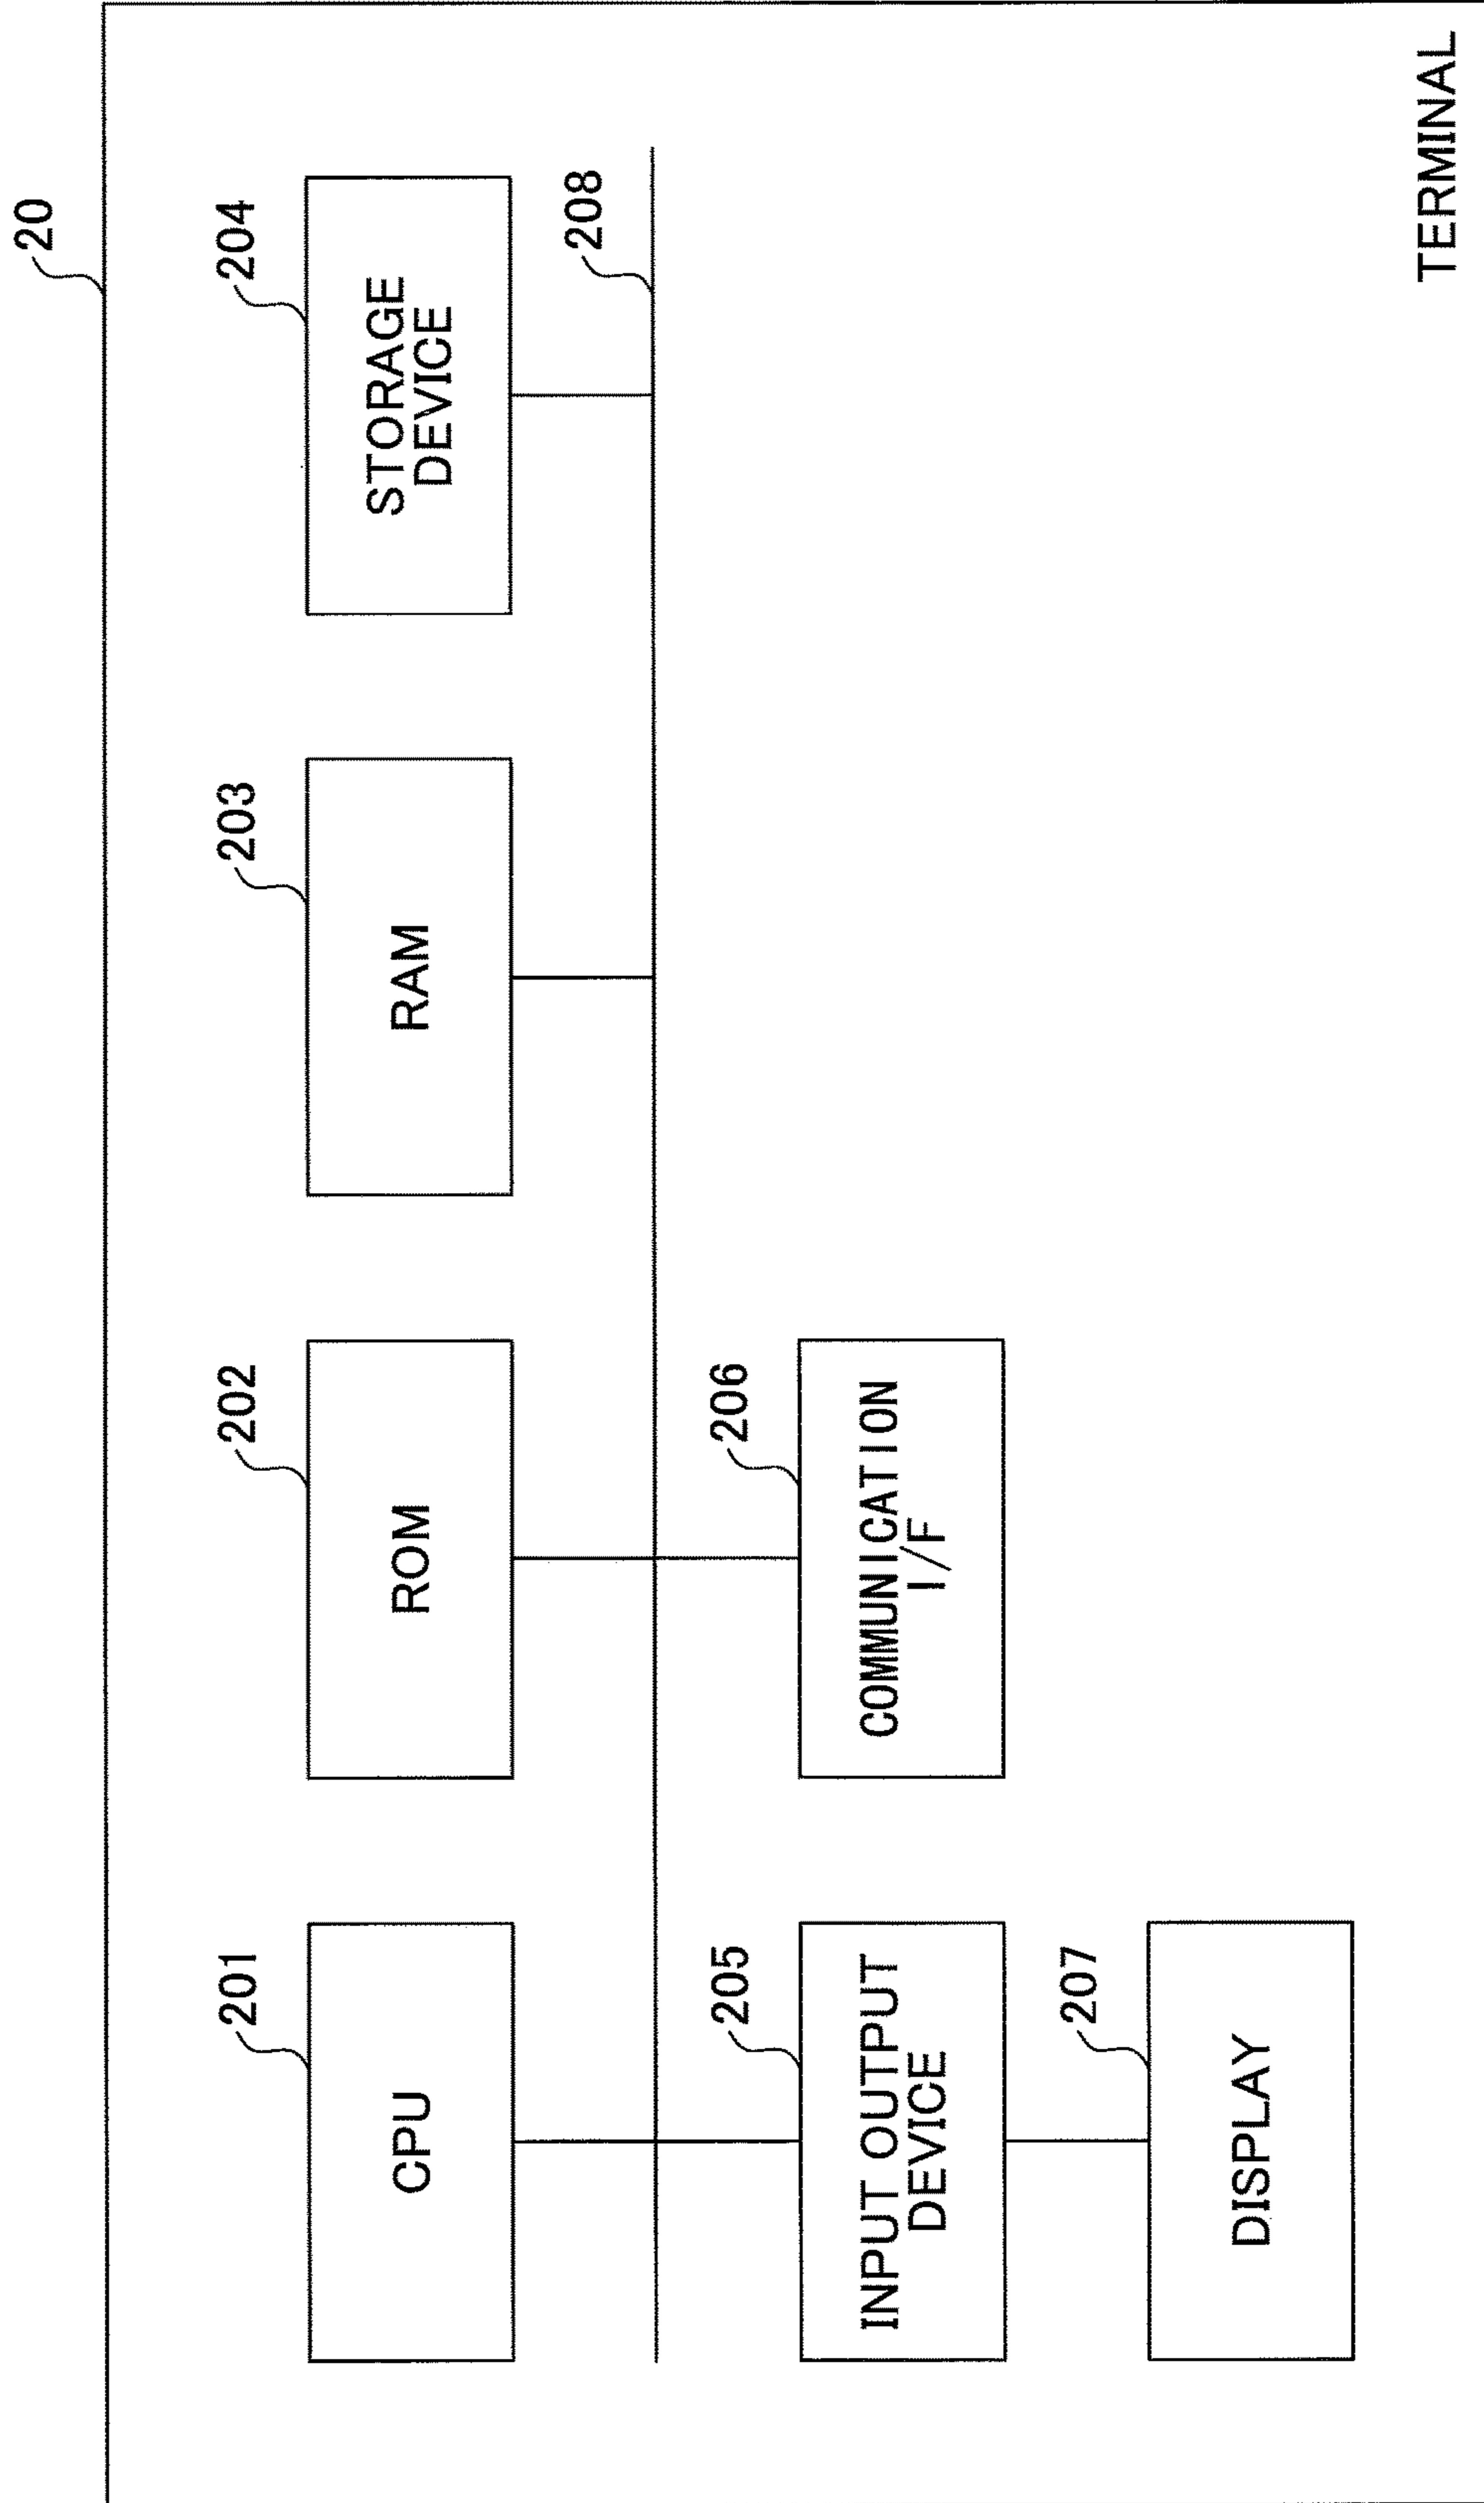 20
201
CPU
202
ROM
203
RAM
204
STORAGE
DEVICE
208
205
INPUT OUTPUT
DEVICE
206
COMMUNICATION
I/F
207
DISPLAY
TERMINAL